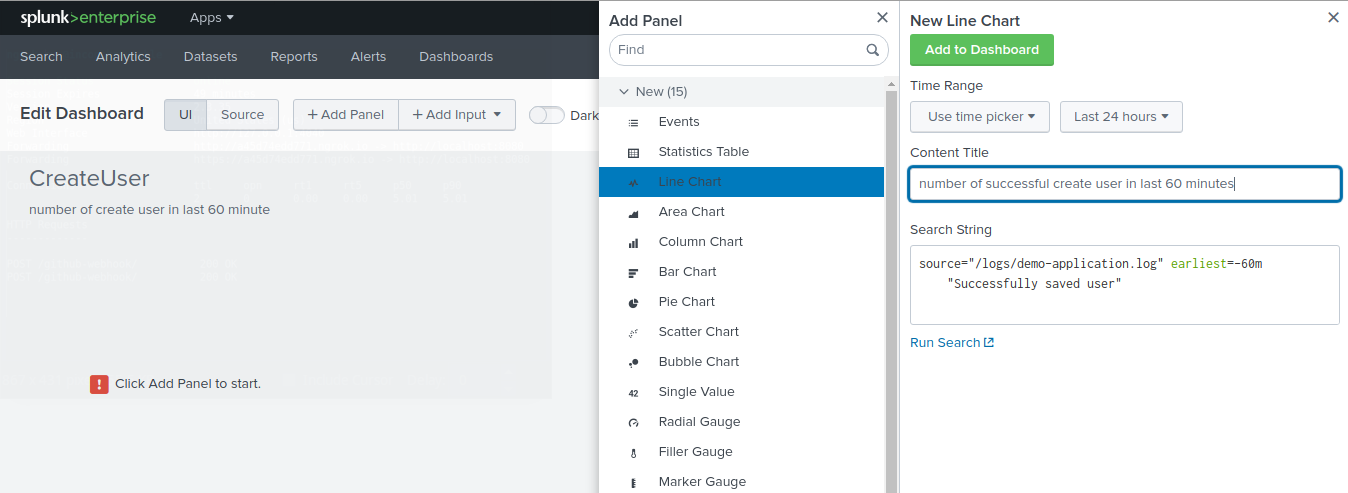 splunk>enterprise
Apps
Search
Analytics
Datasets
Reports
Alerts
Dashboards
Edit Dashboard
UI
Source
+ Add Panel
+ Add Input
Dark
CreateUser
number of create user in last 60 minute
! Click Add Panel to start.
Add Panel
Find
New (15)
Events
Statistics Table
Line Chart
Area Chart
Column Chart
Bar Chart
Pie Chart
Scatter Chart
Bubble Chart
42 Single Value
Radial Gauge
Filler Gauge
Marker Gauge
New Line Chart
Add to Dashboard
Time Range
Use time picker
Last 24 hours
Content Title
number of successful create user in last 60 minutes
Search String
source="/logs/demo-application.log" earliest=-60m
"Successfully saved user"
Run Search